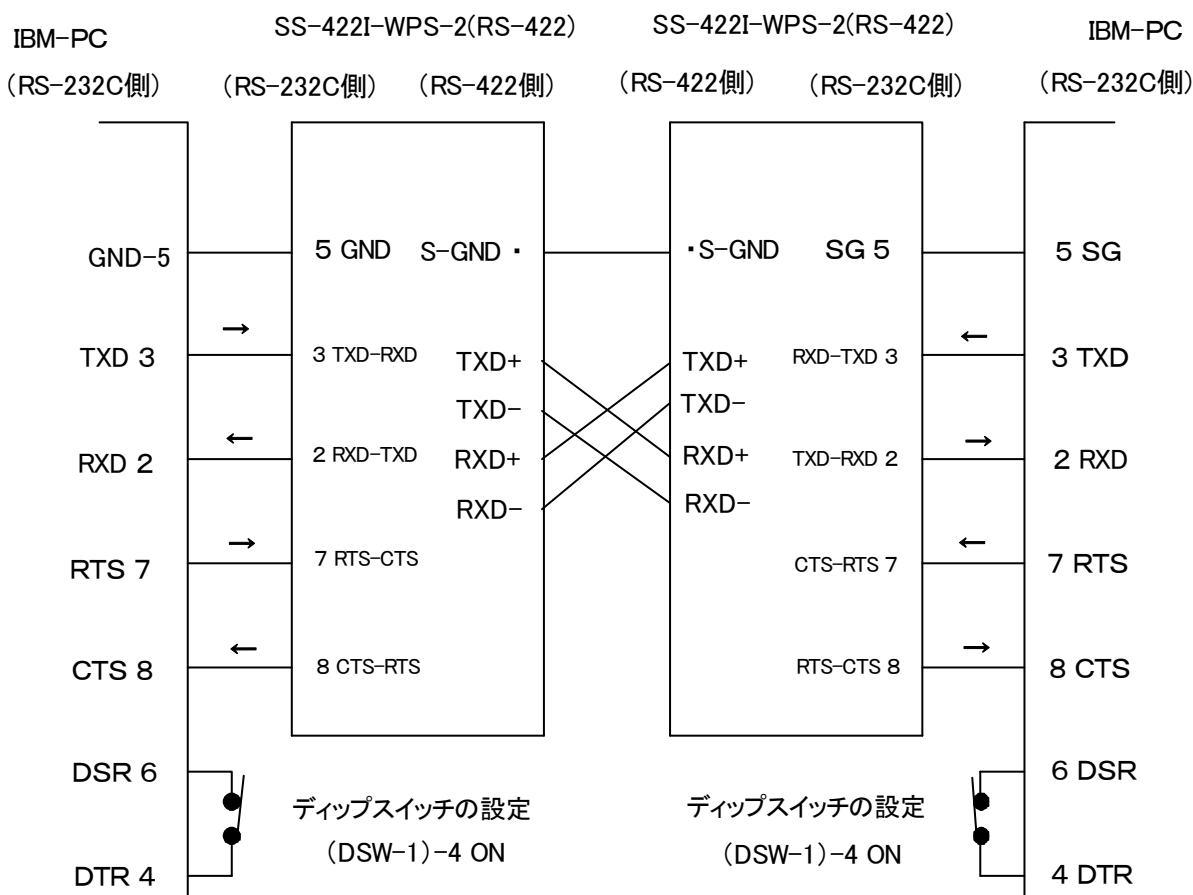 IBM-PC
(RS-232C側)
SS-422I-WPS-2(RS-422)
(RS-232C側) (RS-422側)
SS-422I-WPS-2(RS-422)
(RS-422側) (RS-232C側)
IBM-PC
(RS-232C側)
GND-5
5 GND S-GND ・
・S-GND SG 5
5 SG
→
←
TXD 3
3 TXD-RXD
TXD+
TXD+
RXD-TXD 3
3 TXD
TXD-
TXD-
←
→
RXD 2
2 RXD-TXD
RXD+
RXD+
TXD-RXD 2
2 RXD
RXD-
RXD-
→
←
RTS 7
7 RTS-CTS
CTS-RTS 7
7 RTS
←
→
CTS 8
8 CTS-RTS
RTS-CTS 8
8 CTS
DSR 6
6 DSR
ディップスイッチの設定
(DSW-1)-4 ON
ディップスイッチの設定
(DSW-1)-4 ON
DTR 4
4 DTR